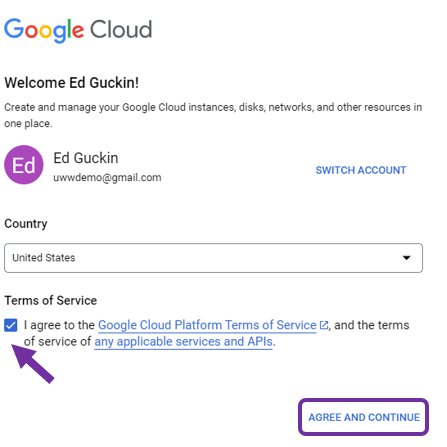 Google Cloud
Welcome Ed Guckin!
Create and manage your Google Cloud instances, disks, networks, and other resources in
one place.
Ed
Ed Guckin
uwwdemo@gmail.com
SWITCH ACCOUNT
Country
United States
Terms of Service
I agree to the Google Cloud Platform Terms of Service, and the terms
of service of any applicable services and APIs.
AGREE AND CONTINUE